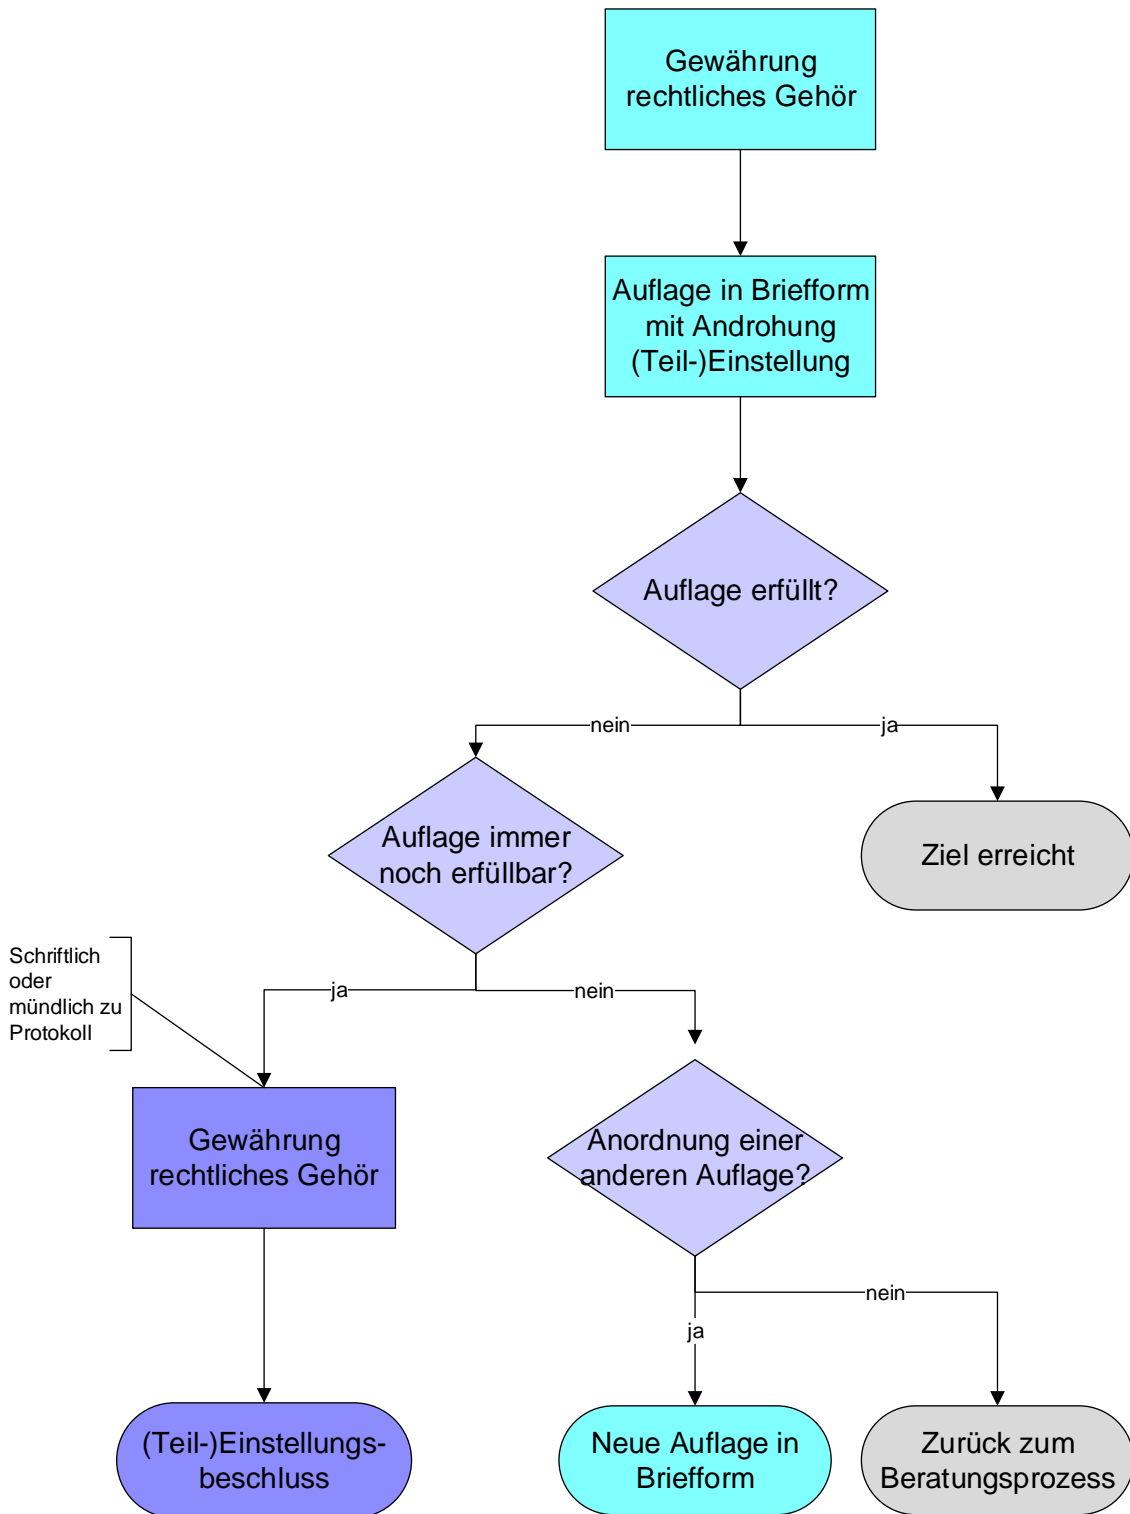 Gewährung
rechtliches Gehör
Auflage in Briefform
mit Androhung
(Teil-)Einstellung
Auflage erfüllt?
nein
ja
Auflage immer
noch erfüllbar?
Ziel erreicht
Schriftlich
oder
mündlich zu
Protokoll
ja
nein
Gewährung
rechtliches Gehör
Anordnung einer
anderen Auflage?
nein
ja
(Teil-)Einstellungs-
beschluss
Neue Auflage in
Briefform
Zurück zum
Beratungsprozess